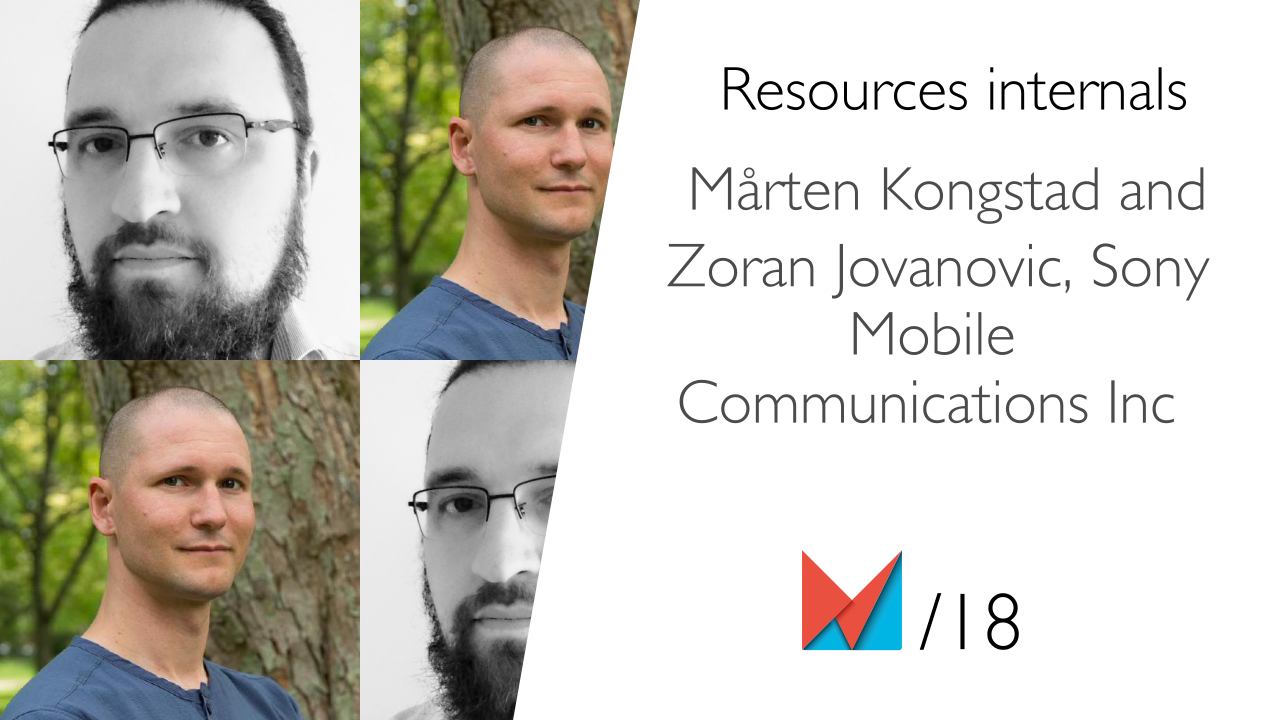 Resources internals
Mårten Kongstad and
Zoran Jovanovic, Sony
Mobile
Communications Inc
/18